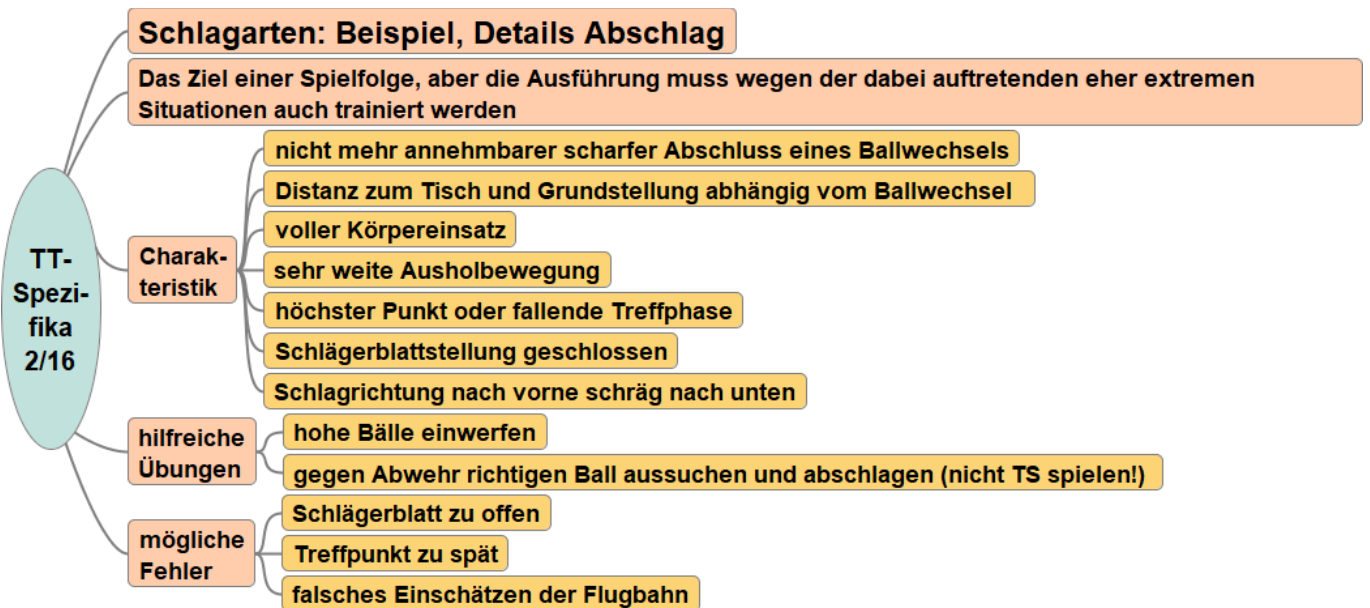 Schlagarten: Beispiel, Details Abschlag
Das Ziel einer Spielfolge, aber die Ausführung muss wegen der dabei auftretenden eher extremen
Situationen auch trainiert werden
TT-
Spezi-
fika
2/16
Charak-
teristik
nicht mehr annehmbarer scharfer Abschluss eines Ballwechsels
Distanz zum Tisch und Grundstellung abhängig vom Ballwechsel
voller Körpereinsatz
sehr weite Ausholbewegung
höchster Punkt oder fallende Treffphase
Schlägerblattstellung geschlossen
Schlagrichtung nach vorne schräg nach unten
hilfreiche
Übungen
hohe Bälle einwerfen
gegen Abwehr richtigen Ball aussuchen und abschlagen (nicht TS spielen!)
mögliche
Fehler
Schlägerblatt zu offen
Treffpunkt zu spät
falsches Einschätzen der Flugbahn